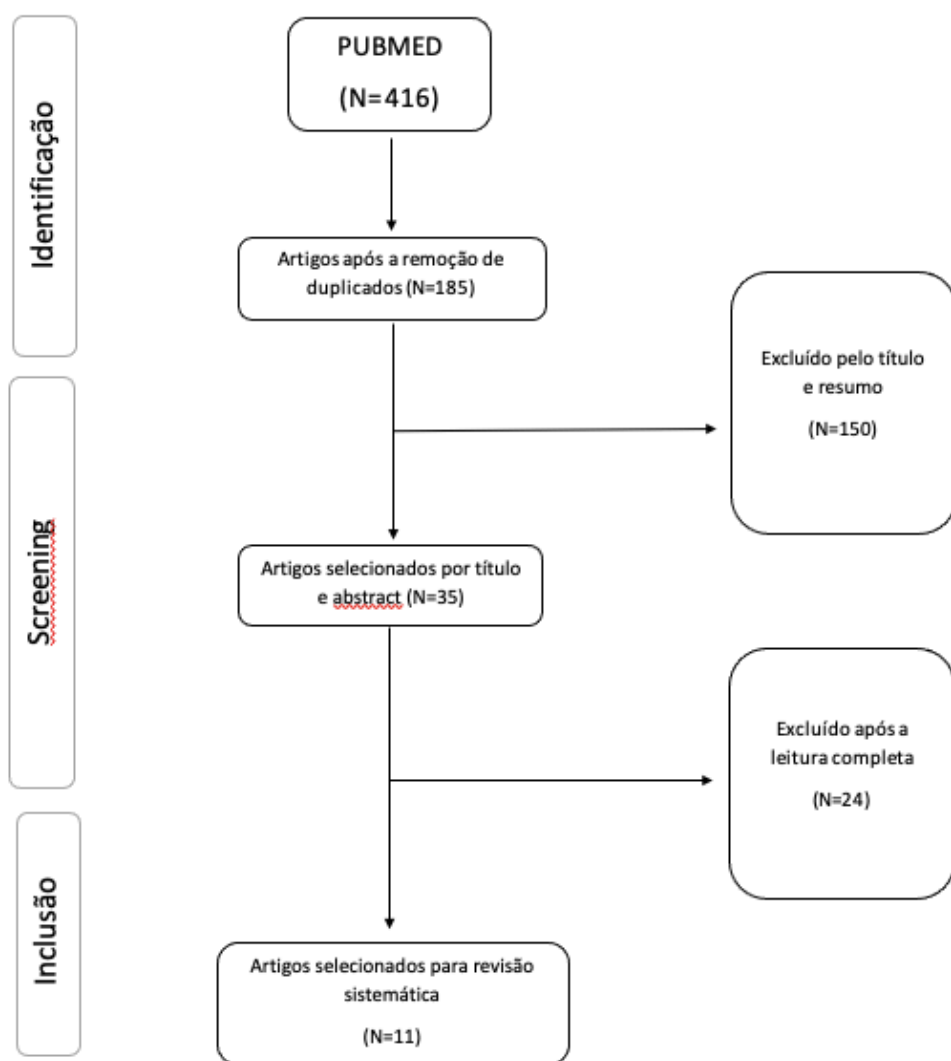 Identificação
PUBMED
(N=416)
Artigos após a remoção de
duplicados (N=185)
Excluído pelo título
e resumo
(N=150)
Screening
Artigos selecionados por título
e abstract (N=35)
Excluído após a
leitura completa
(N=24)
Inclusão
Artigos selecionados para revisão
sistemática
(N=11)